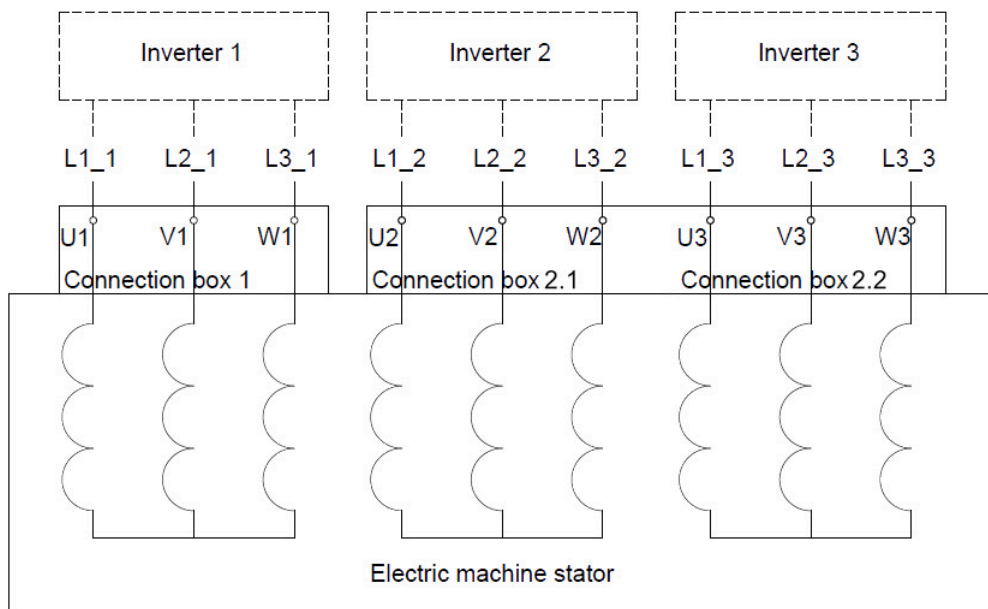 Inverter 1 Inverter 2 Inverter 3
L1_1 L2_1 L3_1 L1_2 L2_2 L3_2 L1_3 L2_3 L3_3
U1 V1 W1 U2 V2 W2 U3 V3 W3
Connection box 1 Connection box 2.1 Connection box 2.2
Electric machine stator